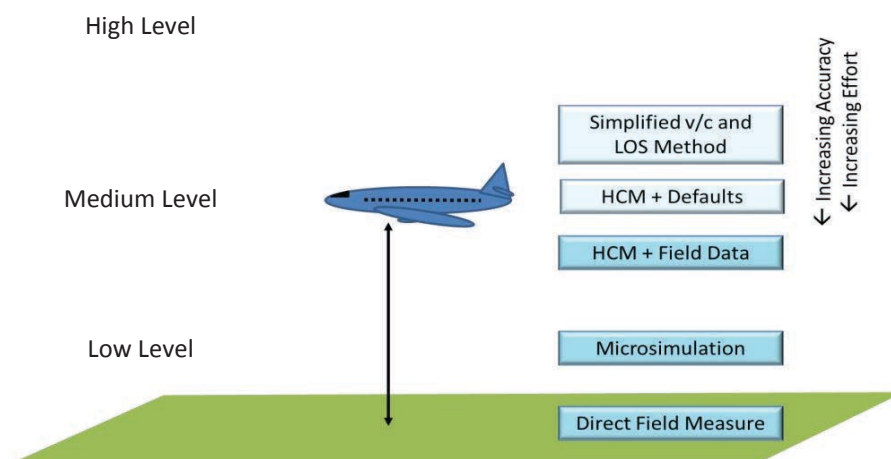 High Level
Simplified v/c and
LOS Method
Medium Level
HCM + Defaults
HCM + Field Data
Low Level
Microsimulation
Direct Field Measure
← Increasing Accuracy
← Increasing Effort